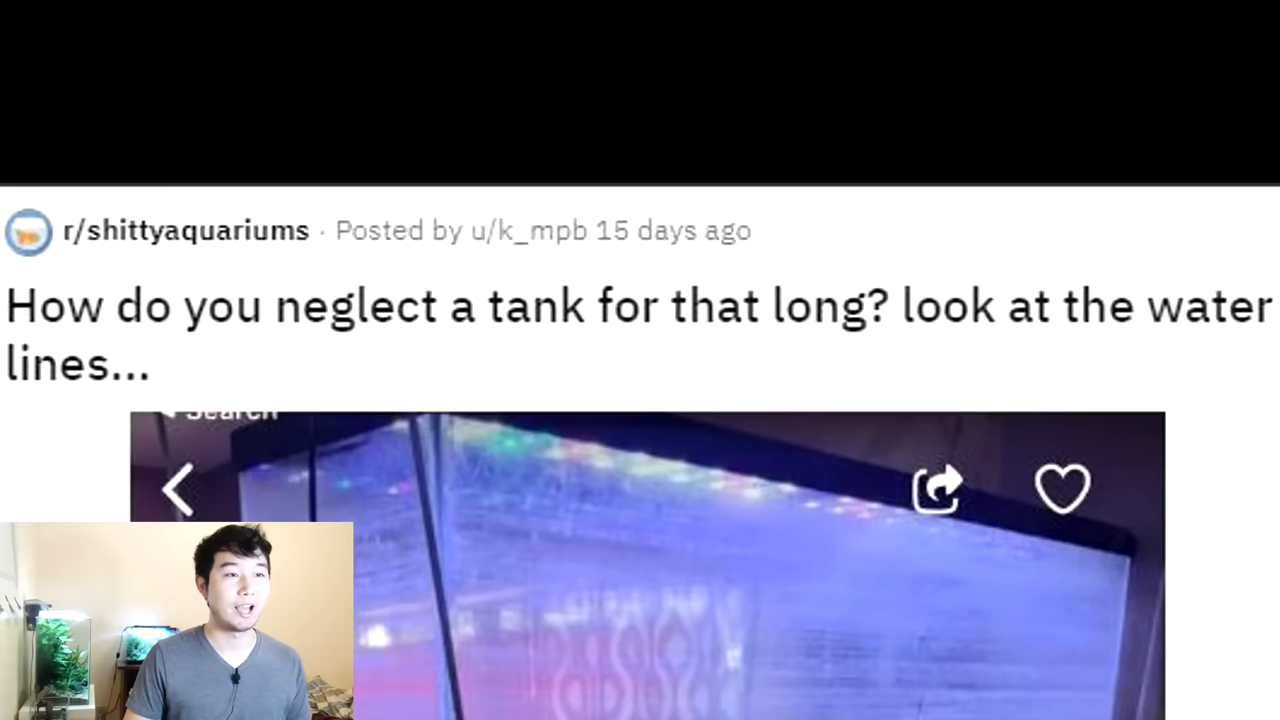 Search
r/shittyaquariums · Posted by u/k_mpb 15 days ago
How do you neglect a tank for that long? look at the water
lines...